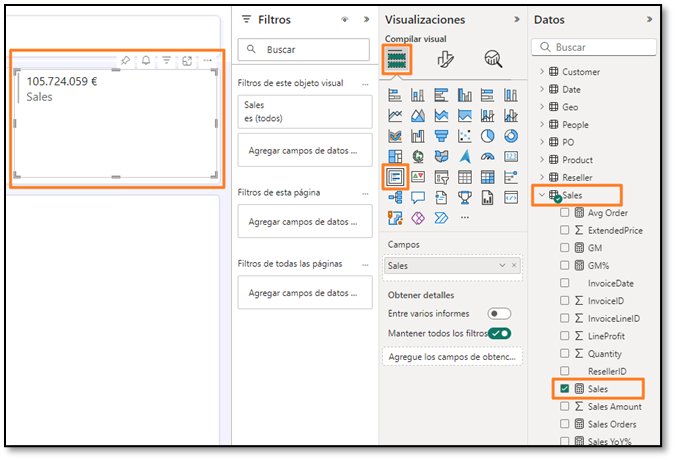 105.724.059 €
Sales
Filtros
Buscar
Filtros de este objeto visual
...
Sales
es (todos)
Agregar campos de datos ...
Filtros de esta página
...
Agregar campos de datos ...
Filtros de todas las páginas
...
Agregar campos de datos ...
Visualizaciones
Compilar visual
Campos
Sales
Obtener detalles
Entre varios informes
Mantener todos los filtros
Agregue los campos de obtenc...
Datos
Buscar
Customer
Date
Geo
People
PO
Product
Reseller
Sales
Avg Order
ExtendedPrice
GM
GM%
InvoiceDate
InvoiceID
InvoiceLineID
LineProfit
Quantity
ResellerID
Sales
Sales Amount
Sales Orders
Sales YoY%